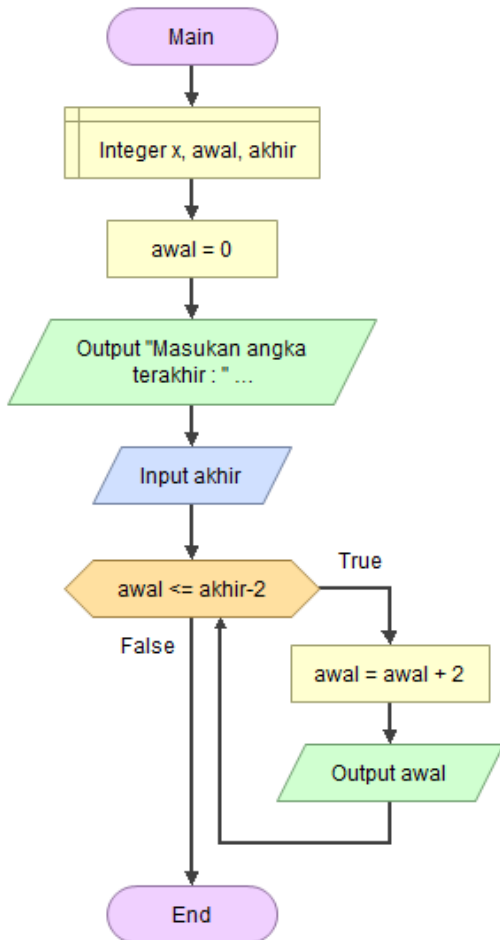 Main
Integer x, awal, akhir
awal = 0
Output "Masukan angka
terakhir : " ...
Input akhir
awal <= akhir-2
True
False
awal = awal + 2
Output awal
End